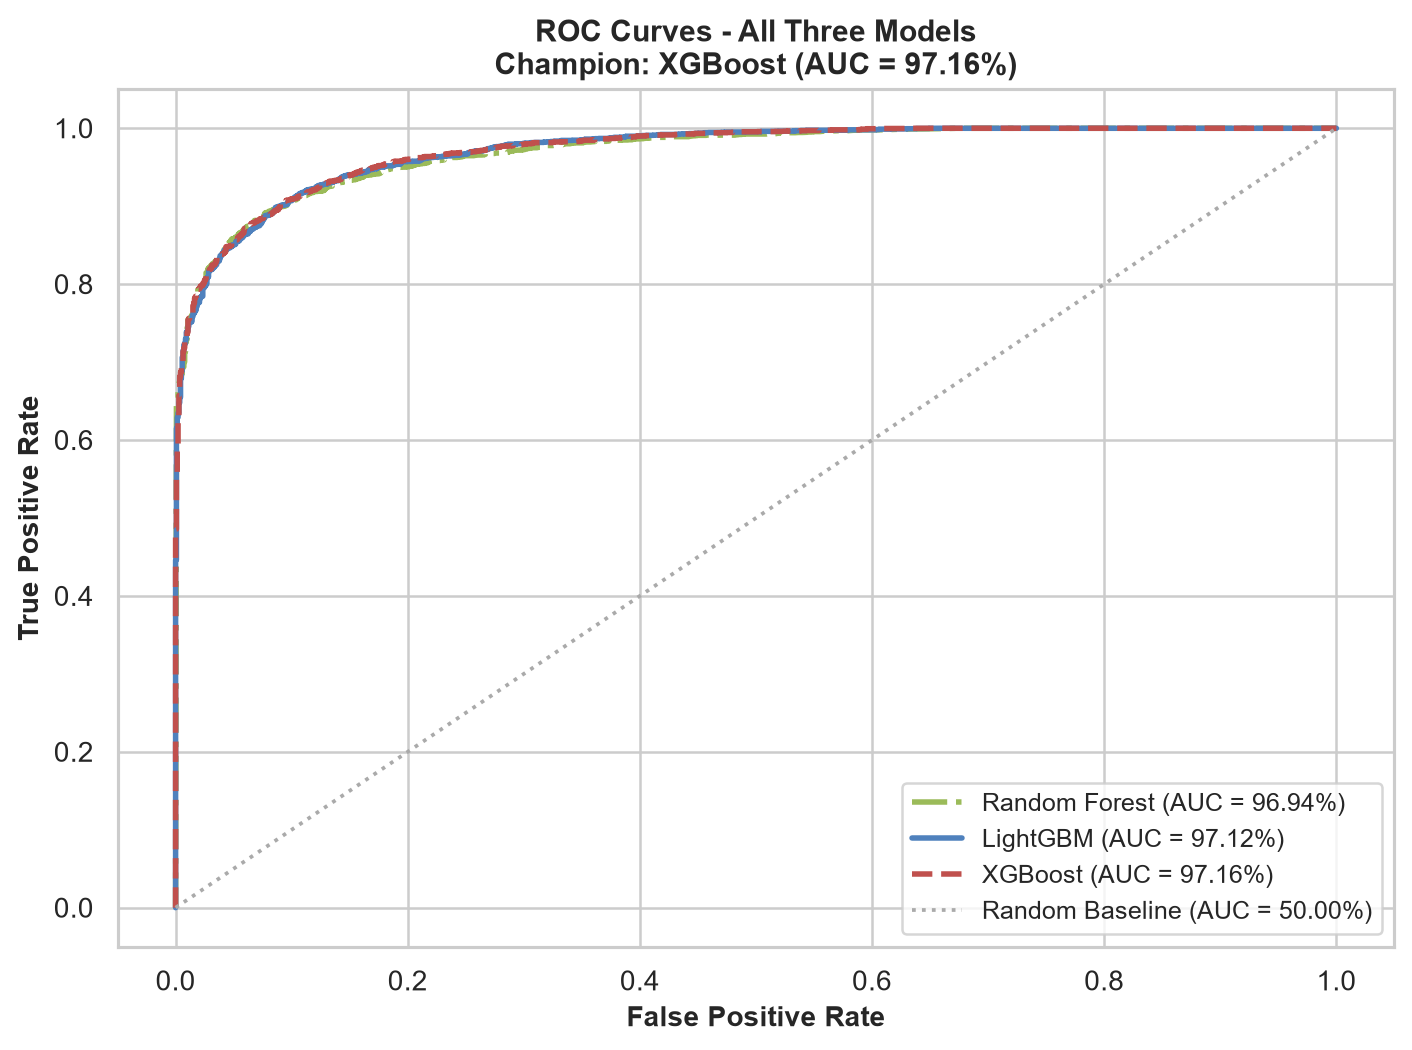 ROC Curves - All Three Models
Champion: XGBoost (AUC = 97.16%)
1.0
0.8
0.6
0.4
0.2
0.0
True Positive Rate
Random Forest (AUC = 96.94%)
LightGBM (AUC = 97.12%)
XGBoost (AUC = 97.16%)
Random Baseline (AUC = 50.00%)
0.0 0.2 0.4 0.6 0.8 1.0
False Positive Rate